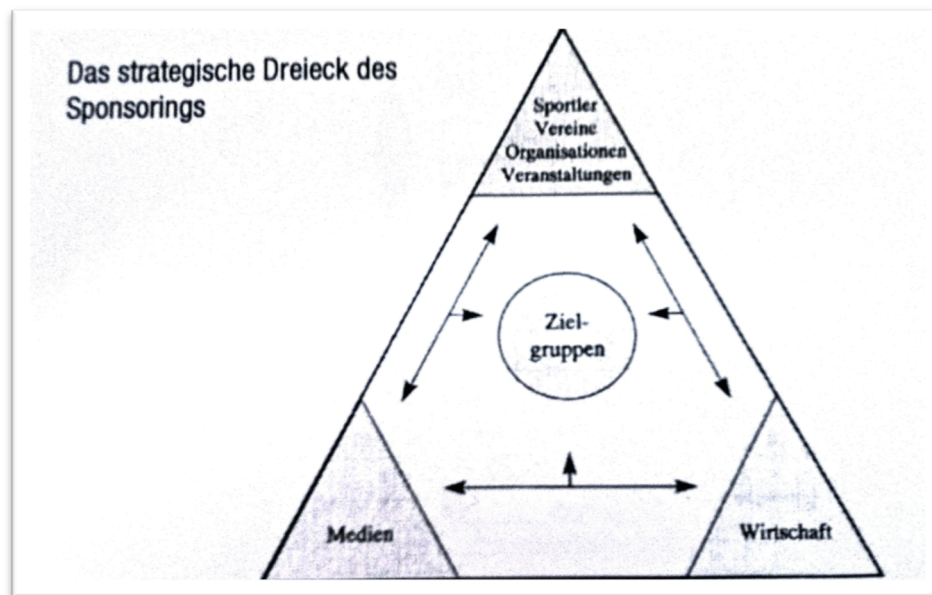 Das strategische Dreieck des
Sponsorings
Sportler
Vereine
Organisationen
Veranstaltungen
Ziel-
gruppen
Medien
Wirtschaft